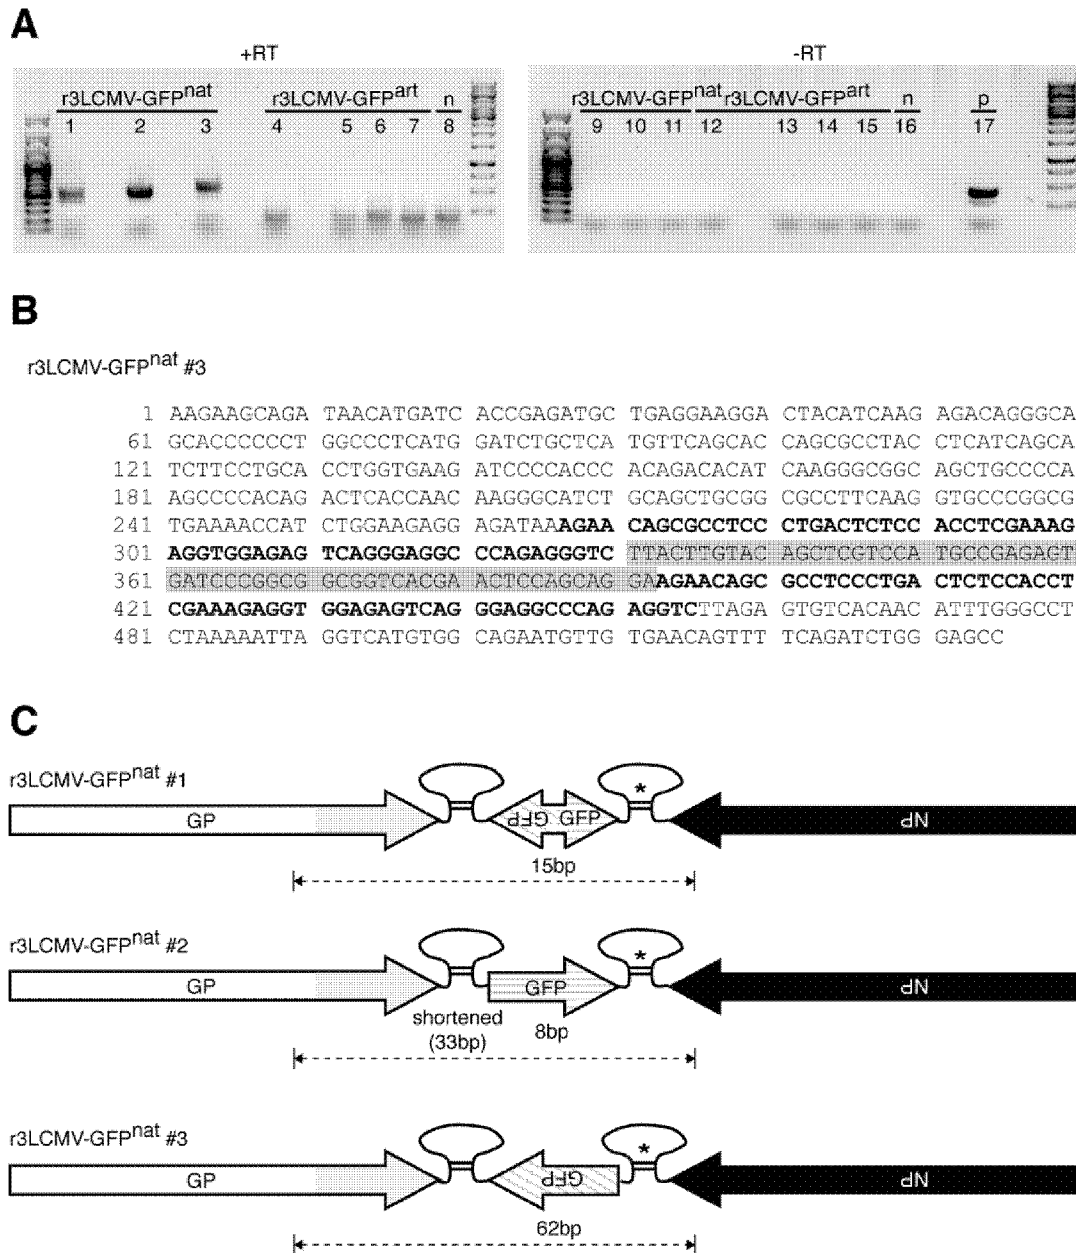 A
+RT
-RT
r3LCMV-GFPnat r3LCMV-GFPart n
1 2 3 4 5 6 7 8
r3LCMV-GFPnat r3LCMV-GFPart n p
9 10 11 12 13 14 15 16 17
B
r3LCMV-GFPnat #3
1 AAGAAGCAGA TAACATGATC ACCGAGATGC TGAGGAAGGA CTACATCAAG AGACAGGGCA
61 GCACCCCCCT GGCCCTCATG GATCTGCTCA TGTTCAGCAC CAGCGCCTAC CTCATCAGCA
121 TCTTCCTGCA CCTGGTGAAG ATCCCCACCC ACAGACACAT CAAGGGCGGC AGCTGCCCCA
181 AGCCCCACAG ACTCACCAAC AAGGGCATCT GCAGCTGCGG CGCCTTCAAG GTGCCCGGCG
241 TGAAAACCAT CTGGAAGAGG AGATAAAGAA CAGCGCCTCC CTGACTCTCC ACCTCGAAAG
301 AGGTGGAGAG TCAGGGAGGC CCAGAGGGTC TTACTTGTAC AGCTCGTCCA TGCCGAGAGT
361 GATCCCGGCG GCGGTCACGA ACTCCAGCAG GAAGAACAGC GCCTCCCTGA CTCTCCACCT
421 CGAAAGAGGT GGAGAGTCAG GGAGGCCCAG AGGTCTTAGA GTGTCACAAC ATTTGGGCCT
481 CTAAAAATTA GGTCATGTGG CAGAATGTTG TGAACAGTTT TCAGATCTGG GAGCC
C
r3LCMV-GFPnat #1
GP GFP GFP * NP
15bp
r3LCMV-GFPnat #2
GP GFP * NP
shortened
(33bp)
8bp
r3LCMV-GFPnat #3
GP GFP * NP
62bp